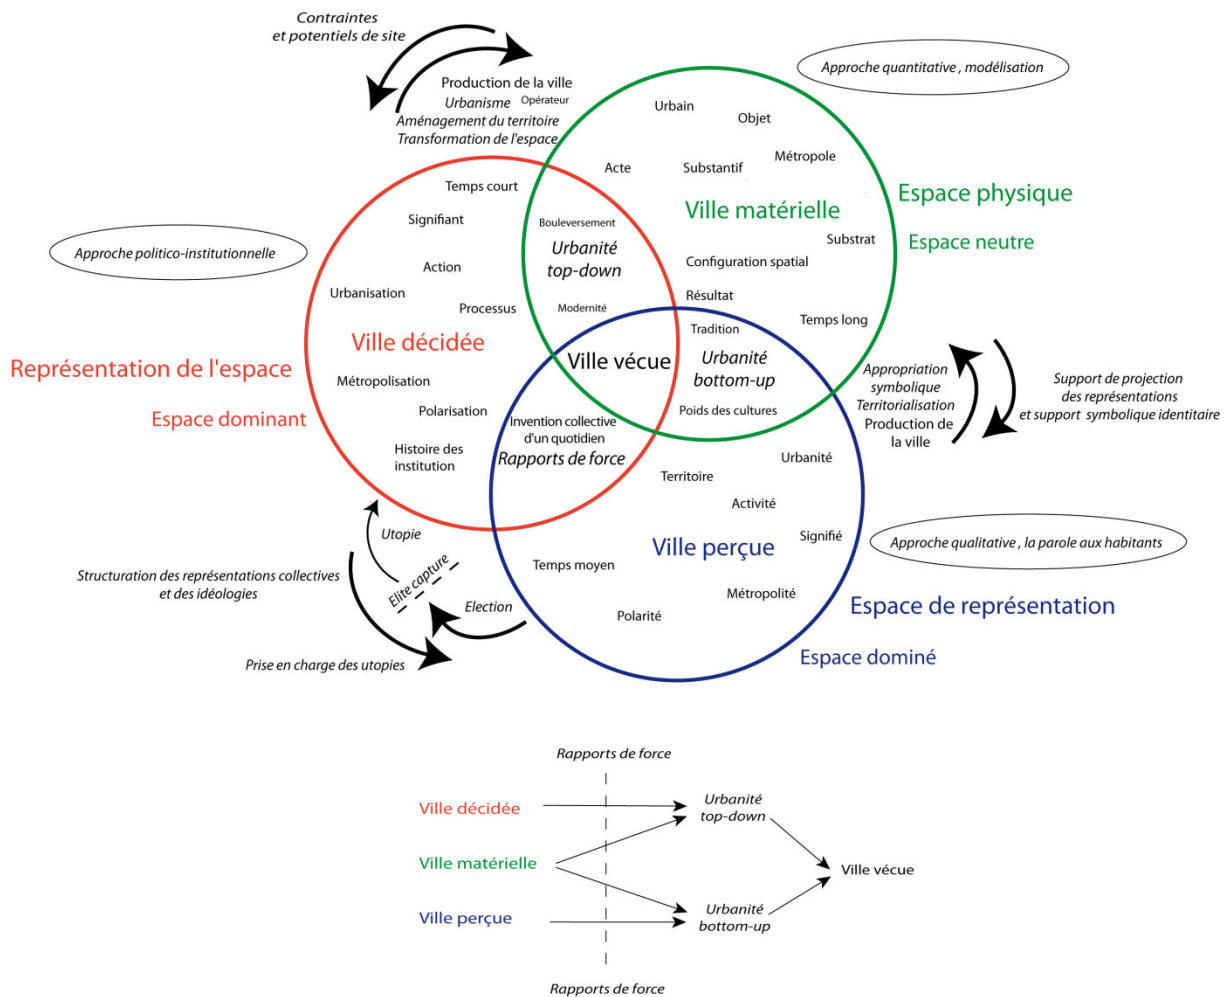 Contraintes
et potentiels de site
Production de la ville
Urbanisme
Opérateur
Aménagement du territoire
Transformation de l'espace
Approche quantitative , modélisation
Urbain
Objet
Métropole
Acte
Substantif
Ville matérielle
Espace physique
Espace neutre
Substrat
Configuration spatial
Résultat
Temps long
Temps court
Signifiant
Approche politico-institutionnelle
Action
Urbanisation
Processus
Bouleversement
Urbanité
top-down
Modernité
Ville décidée
Représentation de l'espace
Espace dominant
Métropolisation
Polarisation
Histoire des
institution
Ville vécue
Tradition
Urbanité
bottom-up
Poids des cultures
Invention collective
d'un quotidien
Rapports de force
Appropriation
symbolique
Territorialisation
Production de
la ville
Support de projection
des représentations
et support symbolique identitaire
Urbanité
Territoire
Activité
Signifié
Ville perçue
Approche qualitative , la parole aux habitants
Temps moyen
Métropolité
Polarité
Espace de représentation
Espace dominé
Utopie
Structuration des représentations collectives
et des idéologies
Elite capture
Election
Prise en charge des utopies
Rapports de force
Ville décidée
Urbanité
top-down
Ville matérielle
Ville vécue
Ville perçue
Urbanité
bottom-up
Rapports de force